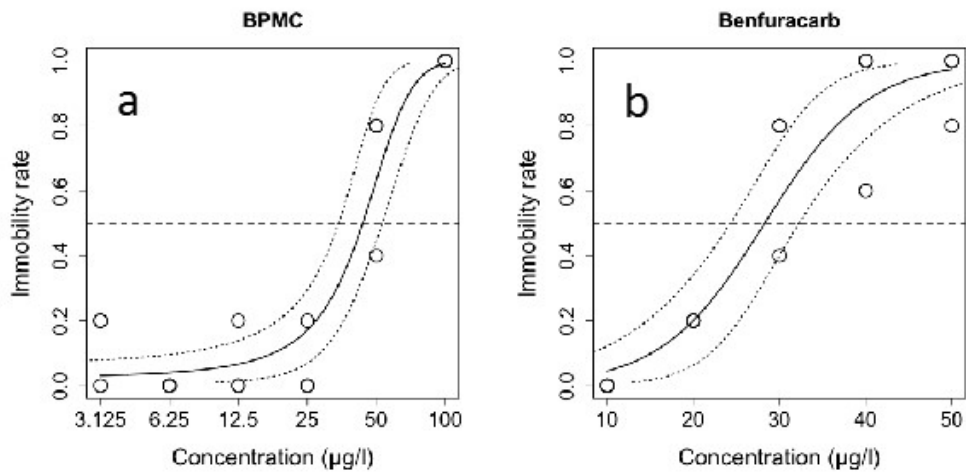 BPMC
a
Immobility rate
1.0
0.8
0.6
0.4
0.2
0.0
3.125 6.25 12.5 25 50 100
Concentration (µg/l)
Benfuracarb
b
Immobility rate
1.0
0.8
0.6
0.4
0.2
0.0
10 20 30 40 50
Concentration (µg/l)